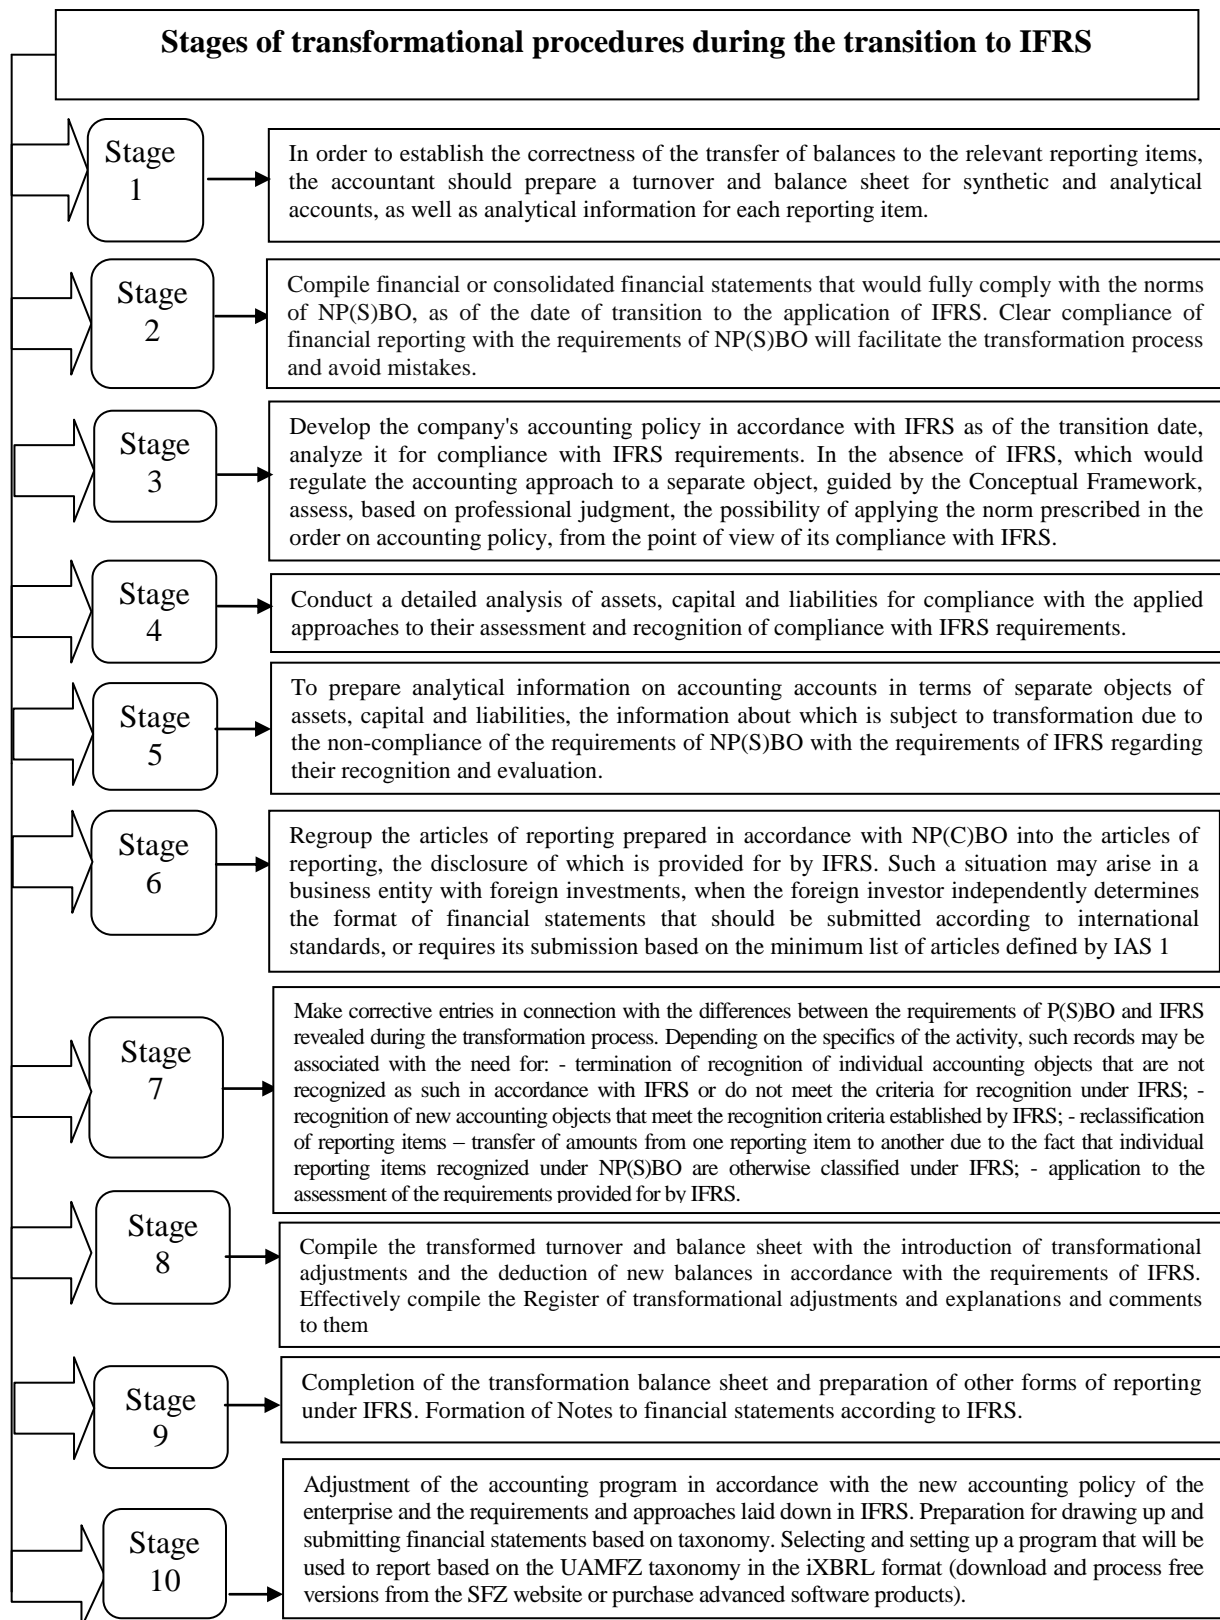 Stages of transformational procedures during the transition to IFRS
Stage
1
In order to establish the correctness of the transfer of balances to the relevant reporting items,
the accountant should prepare a turnover and balance sheet for synthetic and analytical
accounts, as well as analytical information for each reporting item.
Stage
2
Compile financial or consolidated financial statements that would fully comply with the norms
of NP(S)BO, as of the date of transition to the application of IFRS. Clear compliance of
financial reporting with the requirements of NP(S)BO will facilitate the transformation process
and avoid mistakes.
Stage
3
Develop the company's accounting policy in accordance with IFRS as of the transition date,
analyze it for compliance with IFRS requirements. In the absence of IFRS, which would
regulate the accounting approach to a separate object, guided by the Conceptual Framework,
assess, based on professional judgment, the possibility of applying the norm prescribed in the
order on accounting policy, from the point of view of its compliance with IFRS.
Stage
4
Conduct a detailed analysis of assets, capital and liabilities for compliance with the applied
approaches to their assessment and recognition of compliance with IFRS requirements.
Stage
5
To prepare analytical information on accounting accounts in terms of separate objects of
assets, capital and liabilities, the information about which is subject to transformation due to
the non-compliance of the requirements of NP(S)BO with the requirements of IFRS regarding
their recognition and evaluation.
Stage
6
Regroup the articles of reporting prepared in accordance with NP(C)BO into the articles of
reporting, the disclosure of which is provided for by IFRS. Such a situation may arise in a
business entity with foreign investments, when the foreign investor independently determines
the format of financial statements that should be submitted according to international
standards, or requires its submission based on the minimum list of articles defined by IAS 1
Stage
7
Make corrective entries in connection with the differences between the requirements of P(S)BO and IFRS
revealed during the transformation process. Depending on the specifics of the activity, such records may be
associated with the need for: - termination of recognition of individual accounting objects that are not
recognized as such in accordance with IFRS or do not meet the criteria for recognition under IFRS; -
recognition of new accounting objects that meet the recognition criteria established by IFRS; - reclassification
of reporting items – transfer of amounts from one reporting item to another due to the fact that individual
reporting items recognized under NP(S)BO are otherwise classified under IFRS; - application to the
assessment of the requirements provided for by IFRS.
Stage
8
Compile the transformed turnover and balance sheet with the introduction of transformational
adjustments and the deduction of new balances in accordance with the requirements of IFRS.
Effectively compile the Register of transformational adjustments and explanations and comments
to them
Stage
9
Completion of the transformation balance sheet and preparation of other forms of reporting
under IFRS. Formation of Notes to financial statements according to IFRS.
Stage
10
Adjustment of the accounting program in accordance with the new accounting policy of the
enterprise and the requirements and approaches laid down in IFRS. Preparation for drawing up and
submitting financial statements based on taxonomy. Selecting and setting up a program that will be
used to report based on the UAMFZ taxonomy in the iXBRL format (download and process free
versions from the SFZ website or purchase advanced software products).